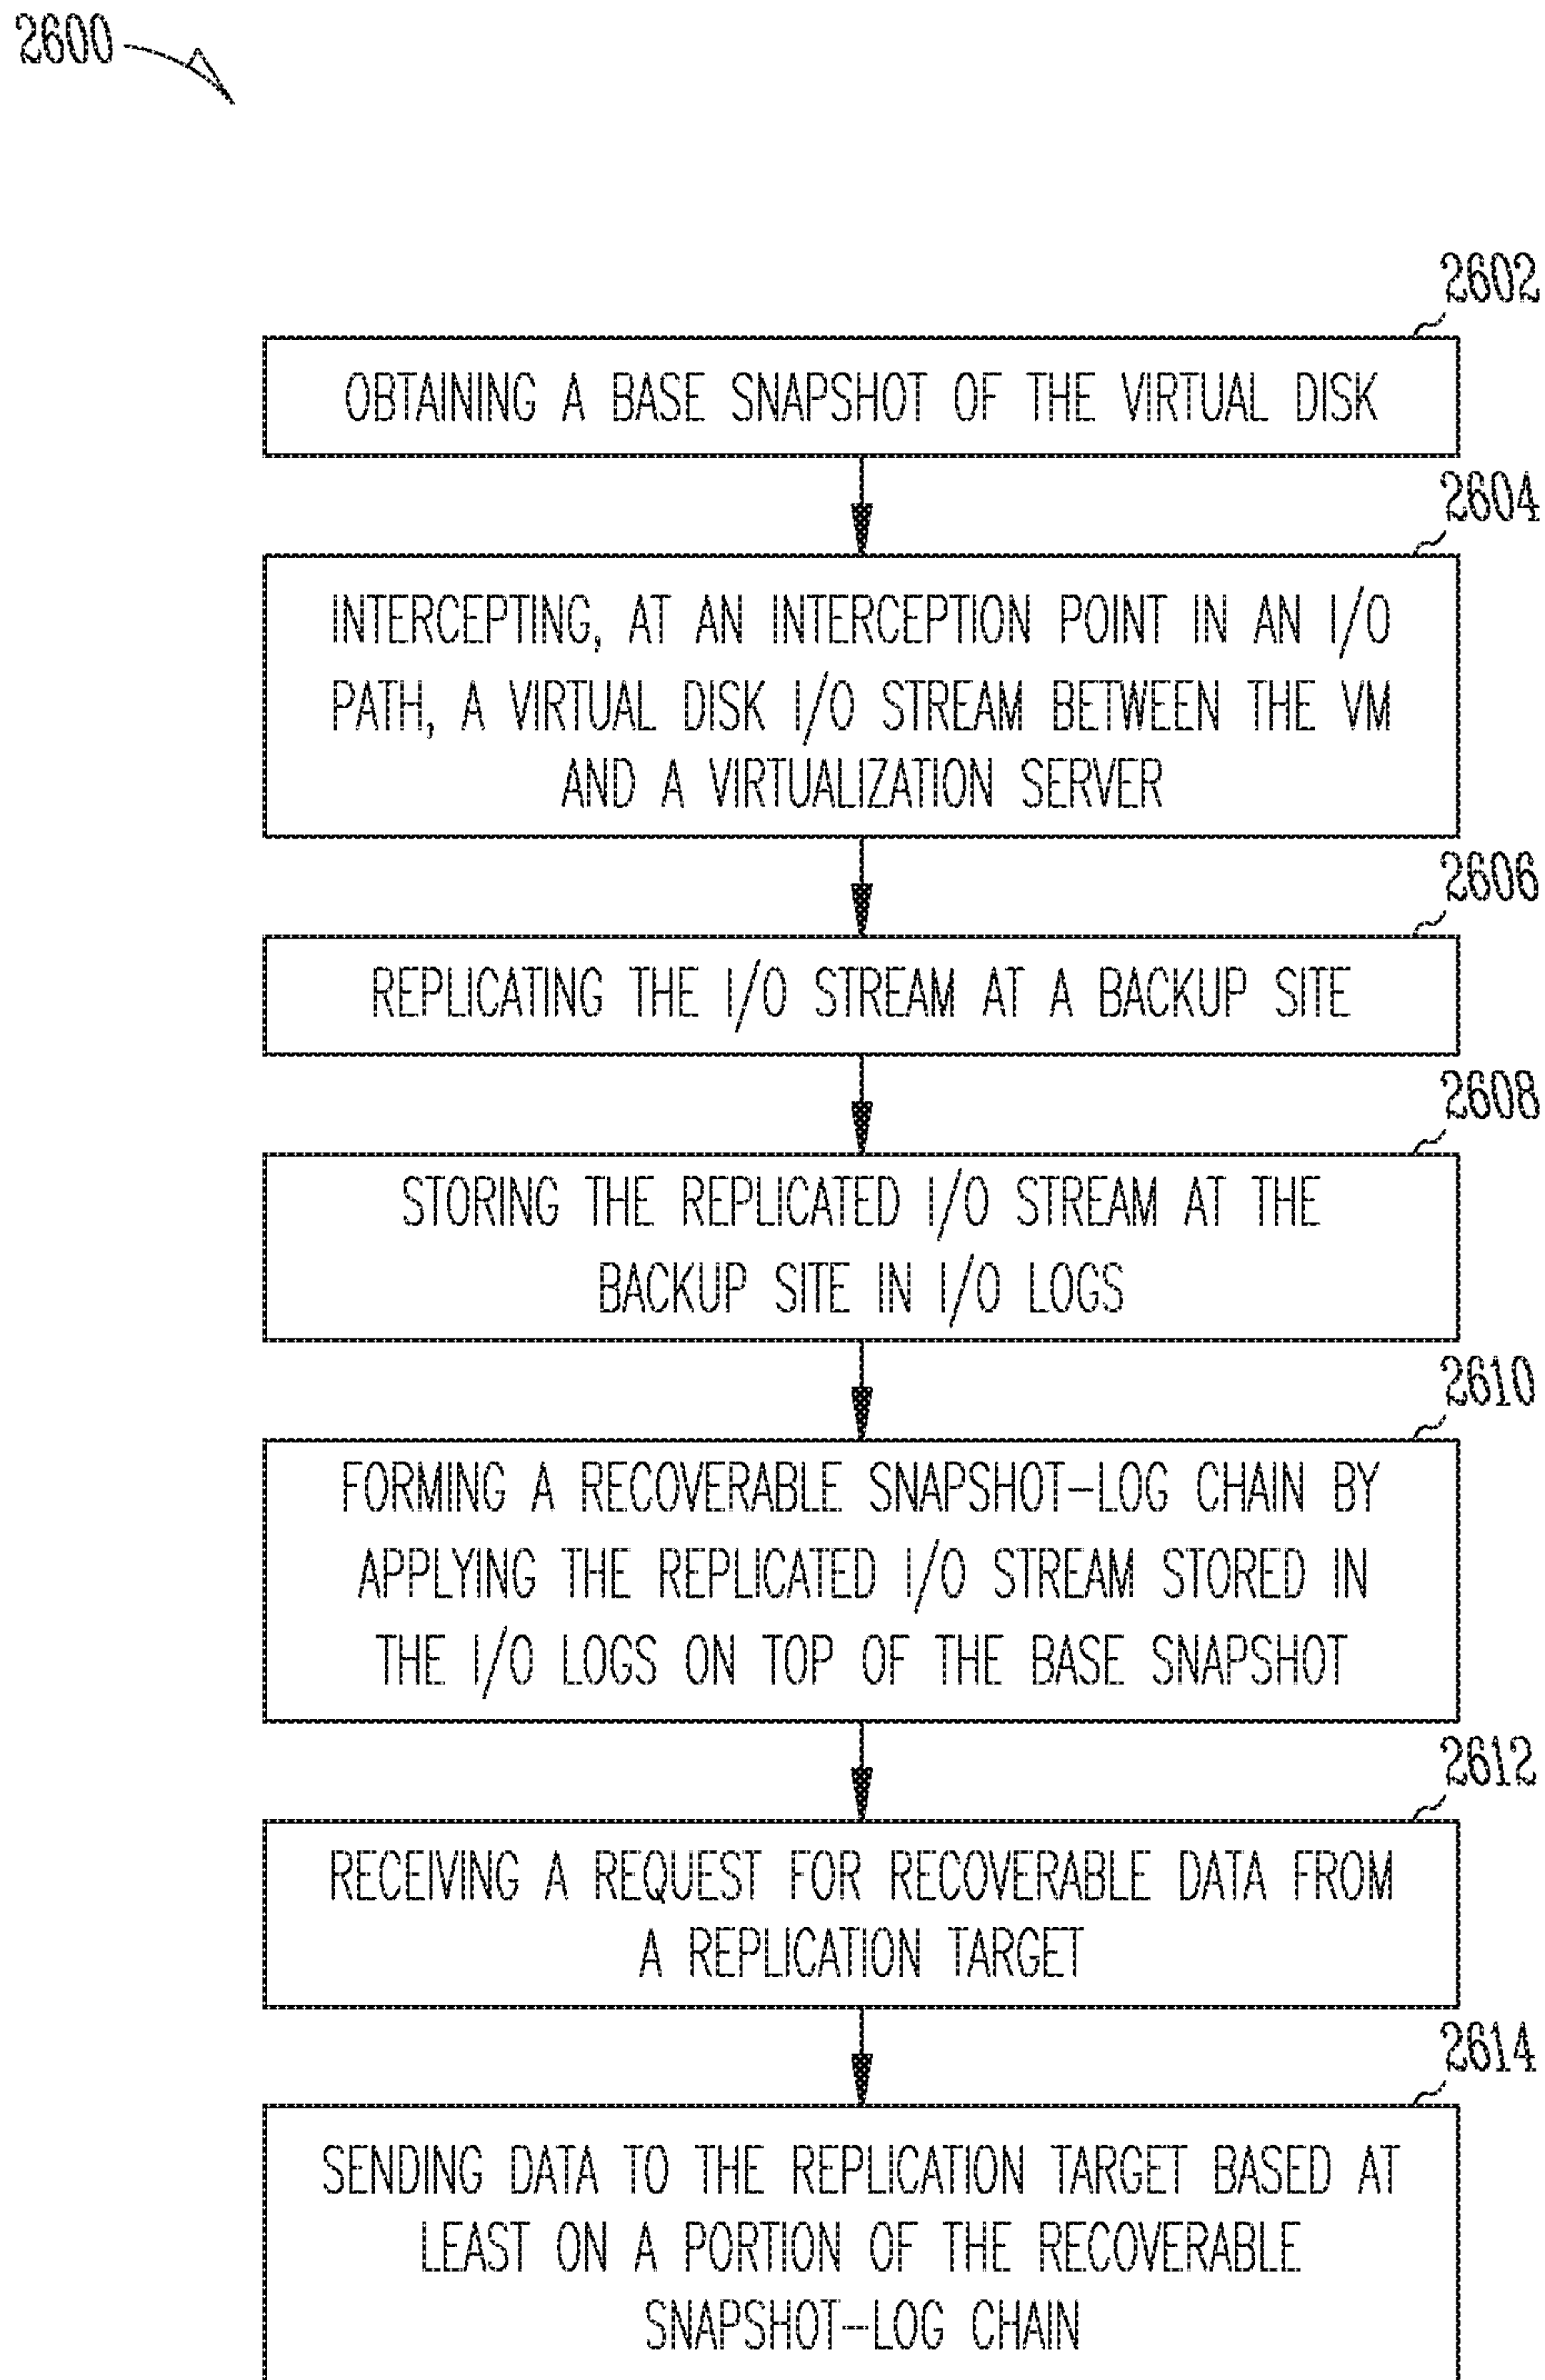 2600
2602
OBTAINING A BASE SNAPSHOT OF THE VIRTUAL DISK
2604
INTERCEPTING, AT AN INTERCEPTION POINT IN AN I/O
PATH, A VIRTUAL DISK I/O STREAM BETWEEN THE VM
AND A VIRTUALIZATION SERVER
2606
REPLICATING THE I/O STREAM AT A BACKUP SITE
2608
STORING THE REPLICATED I/O STREAM AT THE
BACKUP SITE IN I/O LOGS
2610
FORMING A RECOVERABLE SNAPSHOT-LOG CHAIN BY
APPLYING THE REPLICATED I/O STREAM STORED IN
THE I/O LOGS ON TOP OF THE BASE SNAPSHOT
2612
RECEIVING A REQUEST FOR RECOVERABLE DATA FROM
A REPLICATION TARGET
2614
SENDING DATA TO THE REPLICATION TARGET BASED AT
LEAST ON A PORTION OF THE RECOVERABLE
SNAPSHOT-LOG CHAIN